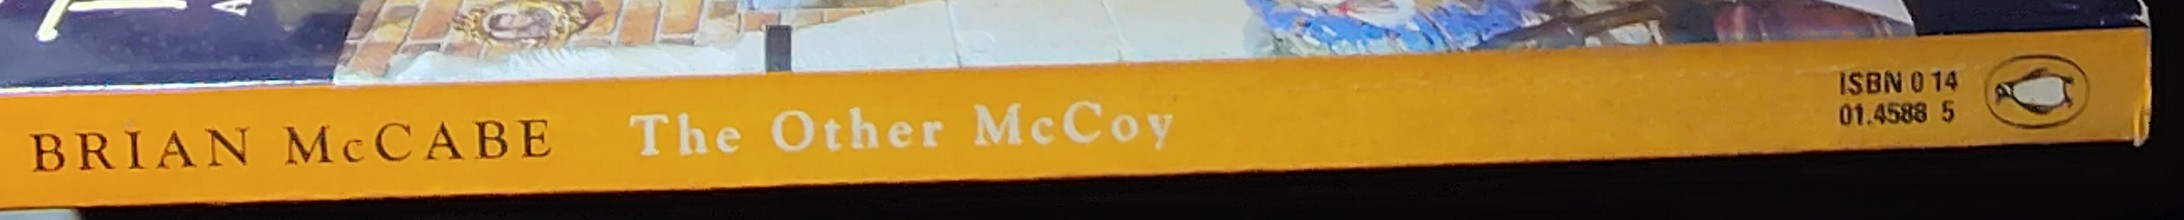 BRIAN McCABE The Other McCoy
ISBN 0 14
01.4588 5